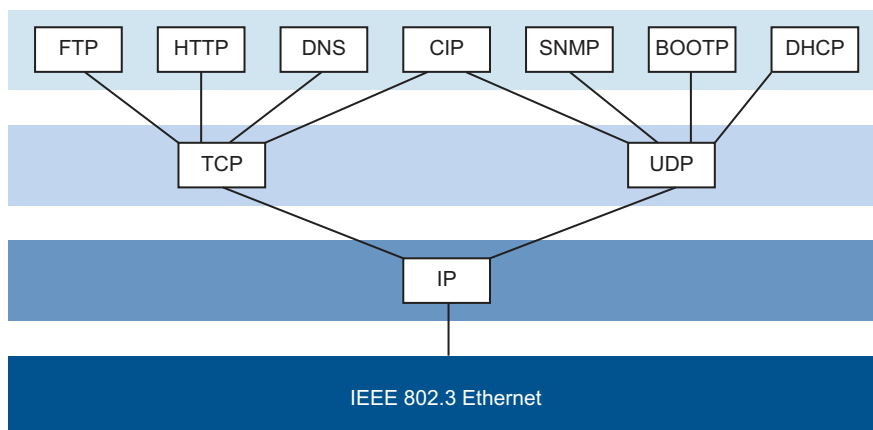 FTP
HTTP
DNS
CIP
SNMP
BOOTP
DHCP
TCP
UDP
IP
IEEE 802.3 Ethernet